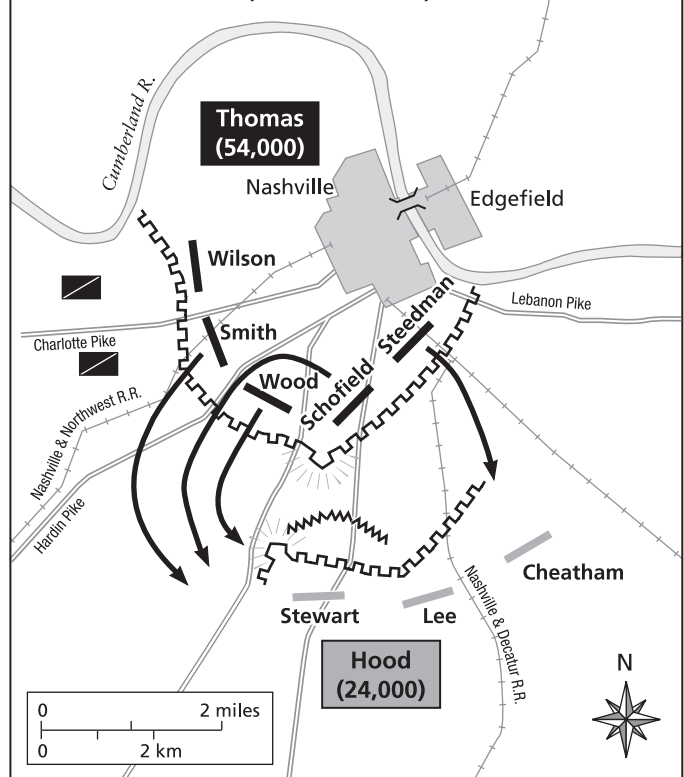 Cumberland R.
Thomas
(54,000)
Nashville
Edgefield
Wilson
Lebanon Pike
Steedman
Charlotte Pike
Smith
Wood
Schofield
Nashville & Northwest R.R.
Hardin Pike
Cheatham
Nashville & Decatur R.R.
Stewart
Lee
Hood
(24,000)
N
0 2 miles
0 2 km